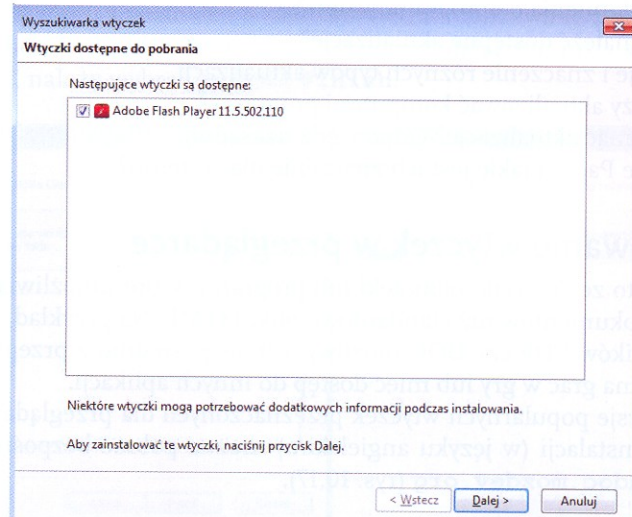 Wyszukiwarka wtyczek
Wtyczki dostępne do pobrania
Następujące wtyczki są dostępne:
Adobe Flash Player 11.5.502.110
Niektóre wtyczki mogą potrzebować dodatkowych informacji podczas instalowania.
Aby zainstalować te wtyczki, naciśnij przycisk Dalej.
< Wstecz Dalej > Anuluj